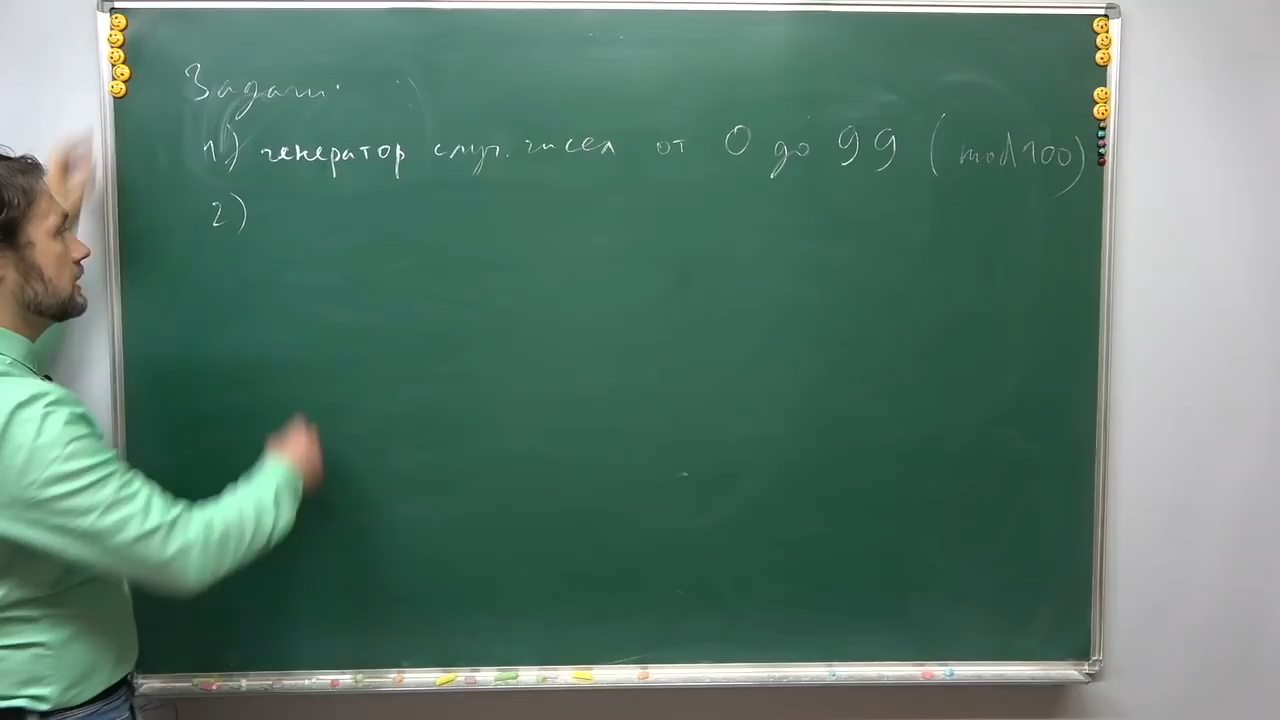 Задачи:
1) генератор случ. чисел от 0 до 99 (mod 100)
2)